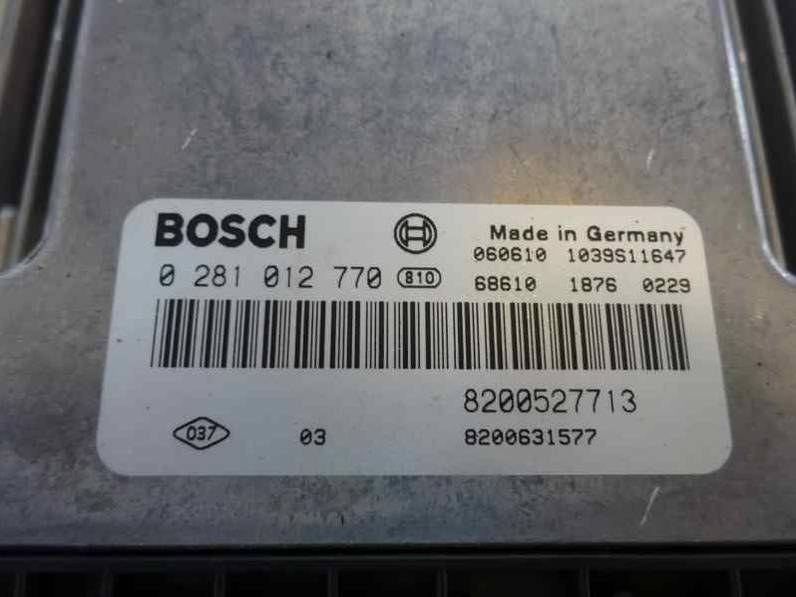 BOSCH
Made in Germany
060610 1039S11647
0 281 012 770 810
68610 1876 0229
8200527713
037 03 8200631577